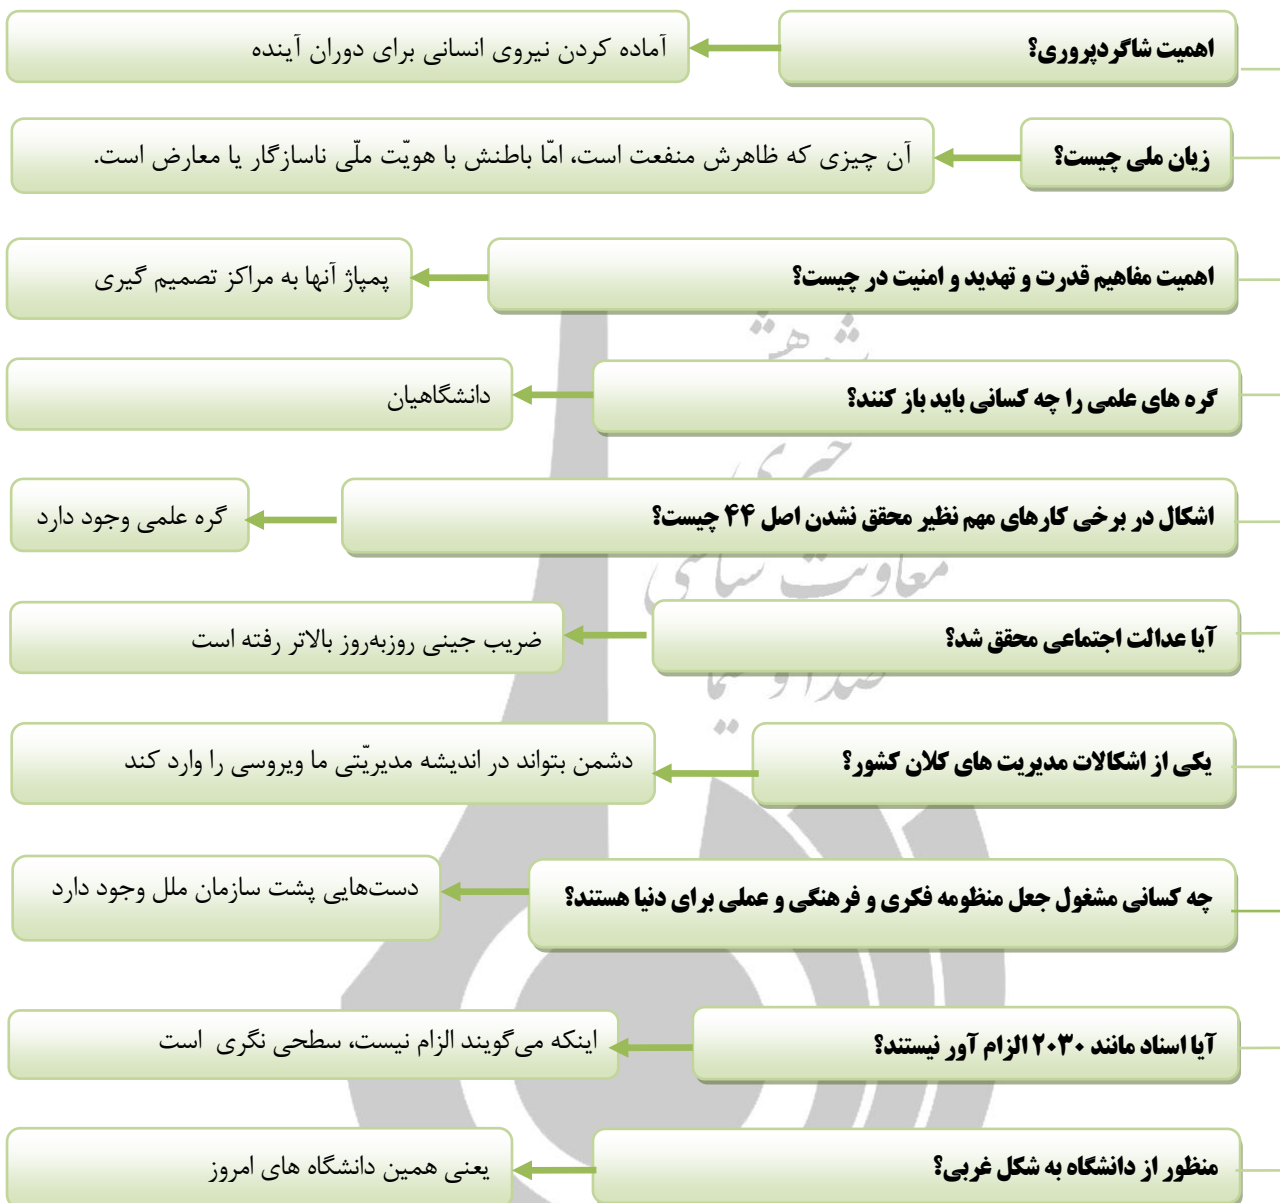 اهمیت شاگردپروری؟
آماده کردن نیروی انسانی برای دوران آینده
زیان ملی چیست؟
آن چیزی که ظاهرش منفعت است، امّا باطنش با هویّت ملّی ناسازگار یا معارض است.
اهمیت مفاهیم قدرت و تهدید و امنیت در چیست؟
پمپاژ آنها به مراکز تصمیم گیری
گره های علمی را چه کسانی باید باز کنند؟
دانشگاهیان
اشکال در برخی کارهای مهم نظیر محقق نشدن اصل ۴۴ چیست؟
گره علمی وجود دارد
آیا عدالت اجتماعی محقق شد؟
ضریب جینی روزبه‌روز بالاتر رفته است
یکی از اشکالات مدیریت های کلان کشور؟
دشمن بتواند در اندیشه مدیریّتی ما ویروسی را وارد کند
چه کسانی مشغول جعل منظومه فکری و فرهنگی و عملی برای دنیا هستند؟
دست‌هایی پشت سازمان ملل وجود دارد
آیا اسناد مانند ۲۰۳۰ الزام آور نیستند؟
اینکه می‌گویند الزام نیست، سطحی نگری است
منظور از دانشگاه به شکل غربی؟
یعنی همین دانشگاه های امروز
خبری
معاونت سیاسی
صدا و سیما